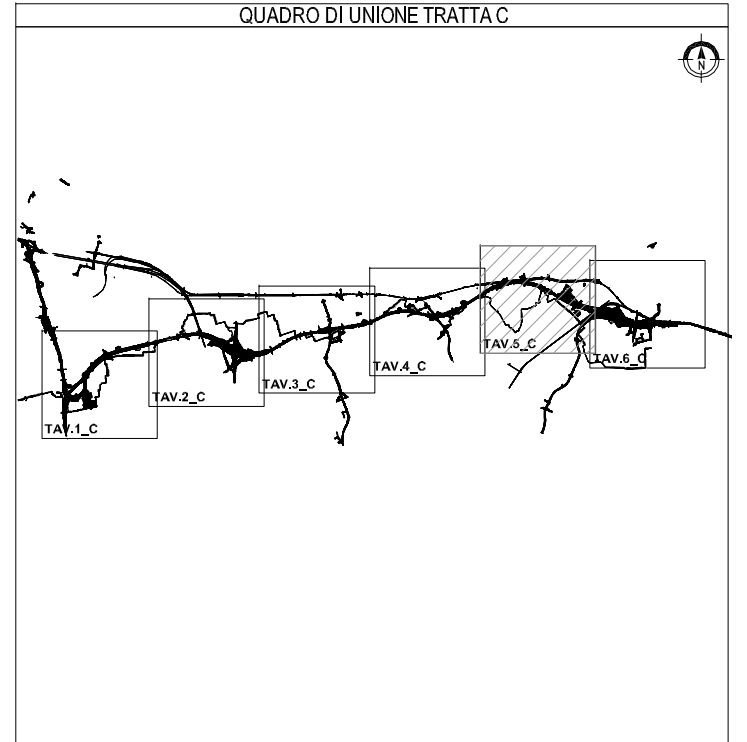 QUADRO DI UNIONE TRATTA C
N
TAV.1_C
TAV.2_C
TAV.3_C
TAV.4_C
TAV.5_C
TAV.6_C